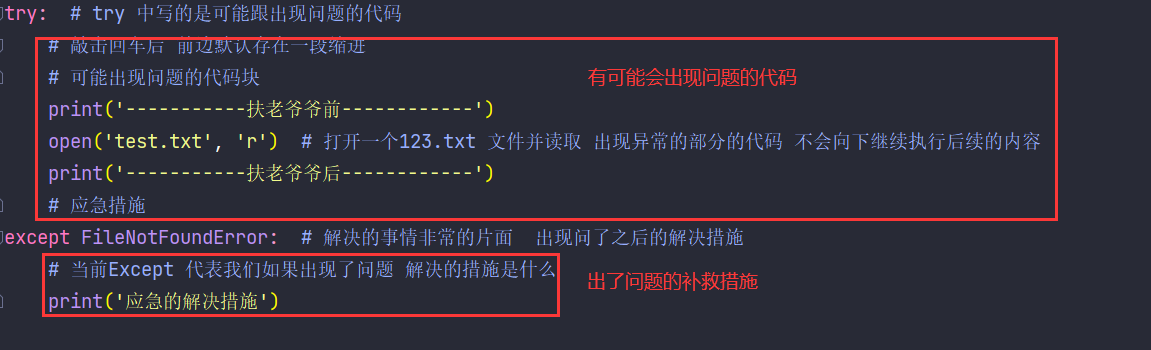 try:  # try 中写的是可能跟出现问题的代码
# 敲击回车后 前边默认存在一段缩进
# 可能出现问题的代码块
有可能会出现问题的代码
print('-----------扶老爷爷前------------')
open('test.txt', 'r')  # 打开一个123.txt 文件并读取 出现异常的部分的代码 不会向下继续执行后续的内容
print('-----------扶老爷爷后------------')
# 应急措施
except FileNotFoundError:  # 解决的事情非常的片面  出现问了之后的解决措施
# 当前Except 代表我们如果出现了问题 解决的措施是什么
出了问题的补救措施
print('应急的解决措施')